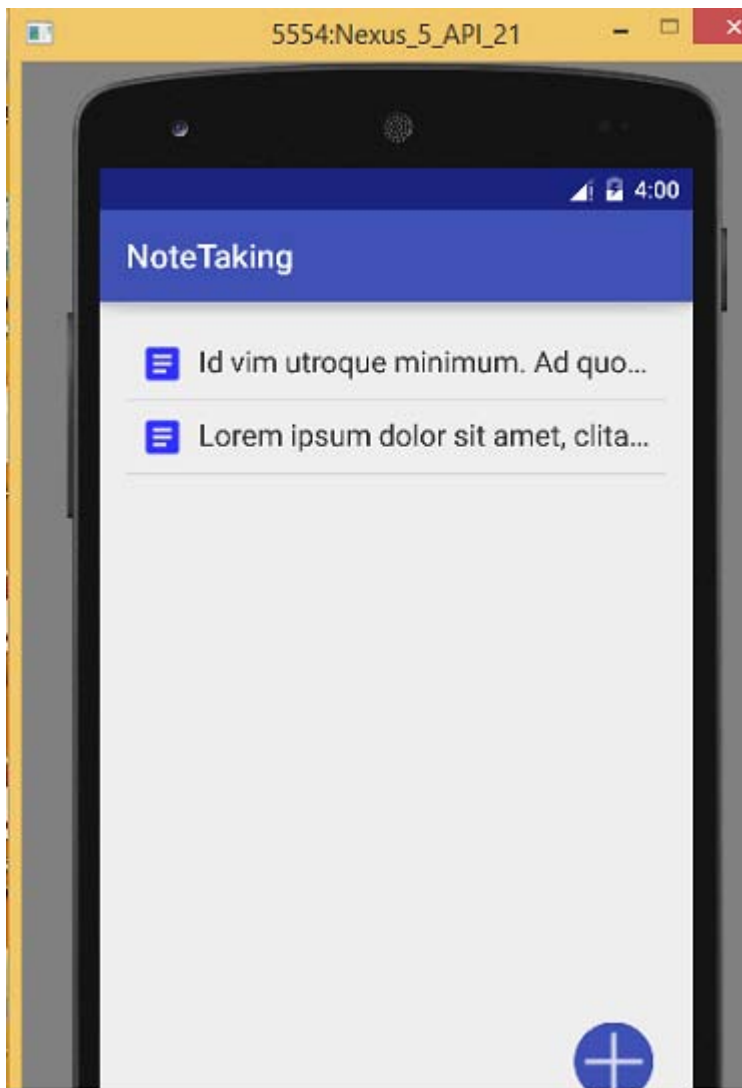 5554:Nexus_5_API_21
4:00
NoteTaking
Id vim utroque minimum. Ad quo...
Lorem ipsum dolor sit amet, clita...